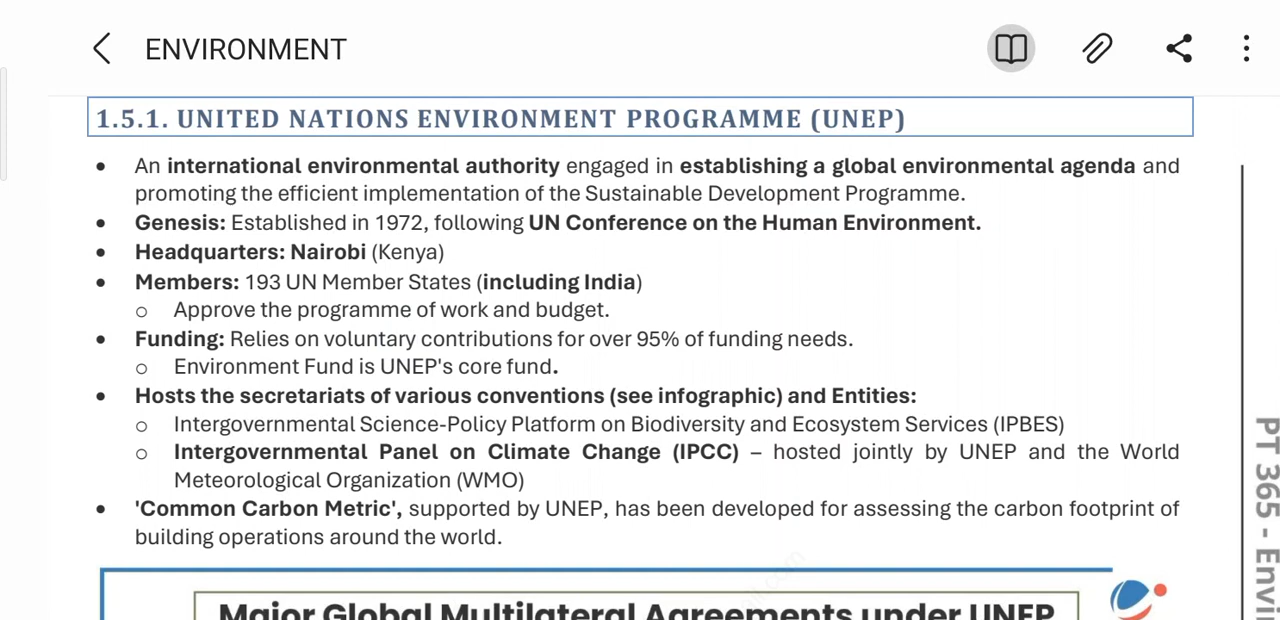 ENVIRONMENT
1.5.1. UNITED NATIONS ENVIRONMENT PROGRAMME (UNEP)
• An international environmental authority engaged in establishing a global environmental agenda and
promoting the efficient implementation of the Sustainable Development Programme.
• Genesis: Established in 1972, following UN Conference on the Human Environment.
• Headquarters: Nairobi (Kenya)
• Members: 193 UN Member States (including India)
o Approve the programme of work and budget.
• Funding: Relies on voluntary contributions for over 95% of funding needs.
o Environment Fund is UNEP's core fund.
• Hosts the secretariats of various conventions (see infographic) and Entities:
o Intergovernmental Science-Policy Platform on Biodiversity and Ecosystem Services (IPBES)
o Intergovernmental Panel on Climate Change (IPCC) – hosted jointly by UNEP and the World
Meteorological Organization (WMO)
• 'Common Carbon Metric', supported by UNEP, has been developed for assessing the carbon footprint of
building operations around the world.
Major Global Multilateral Agreements under UNEP
PT 365 - Envi